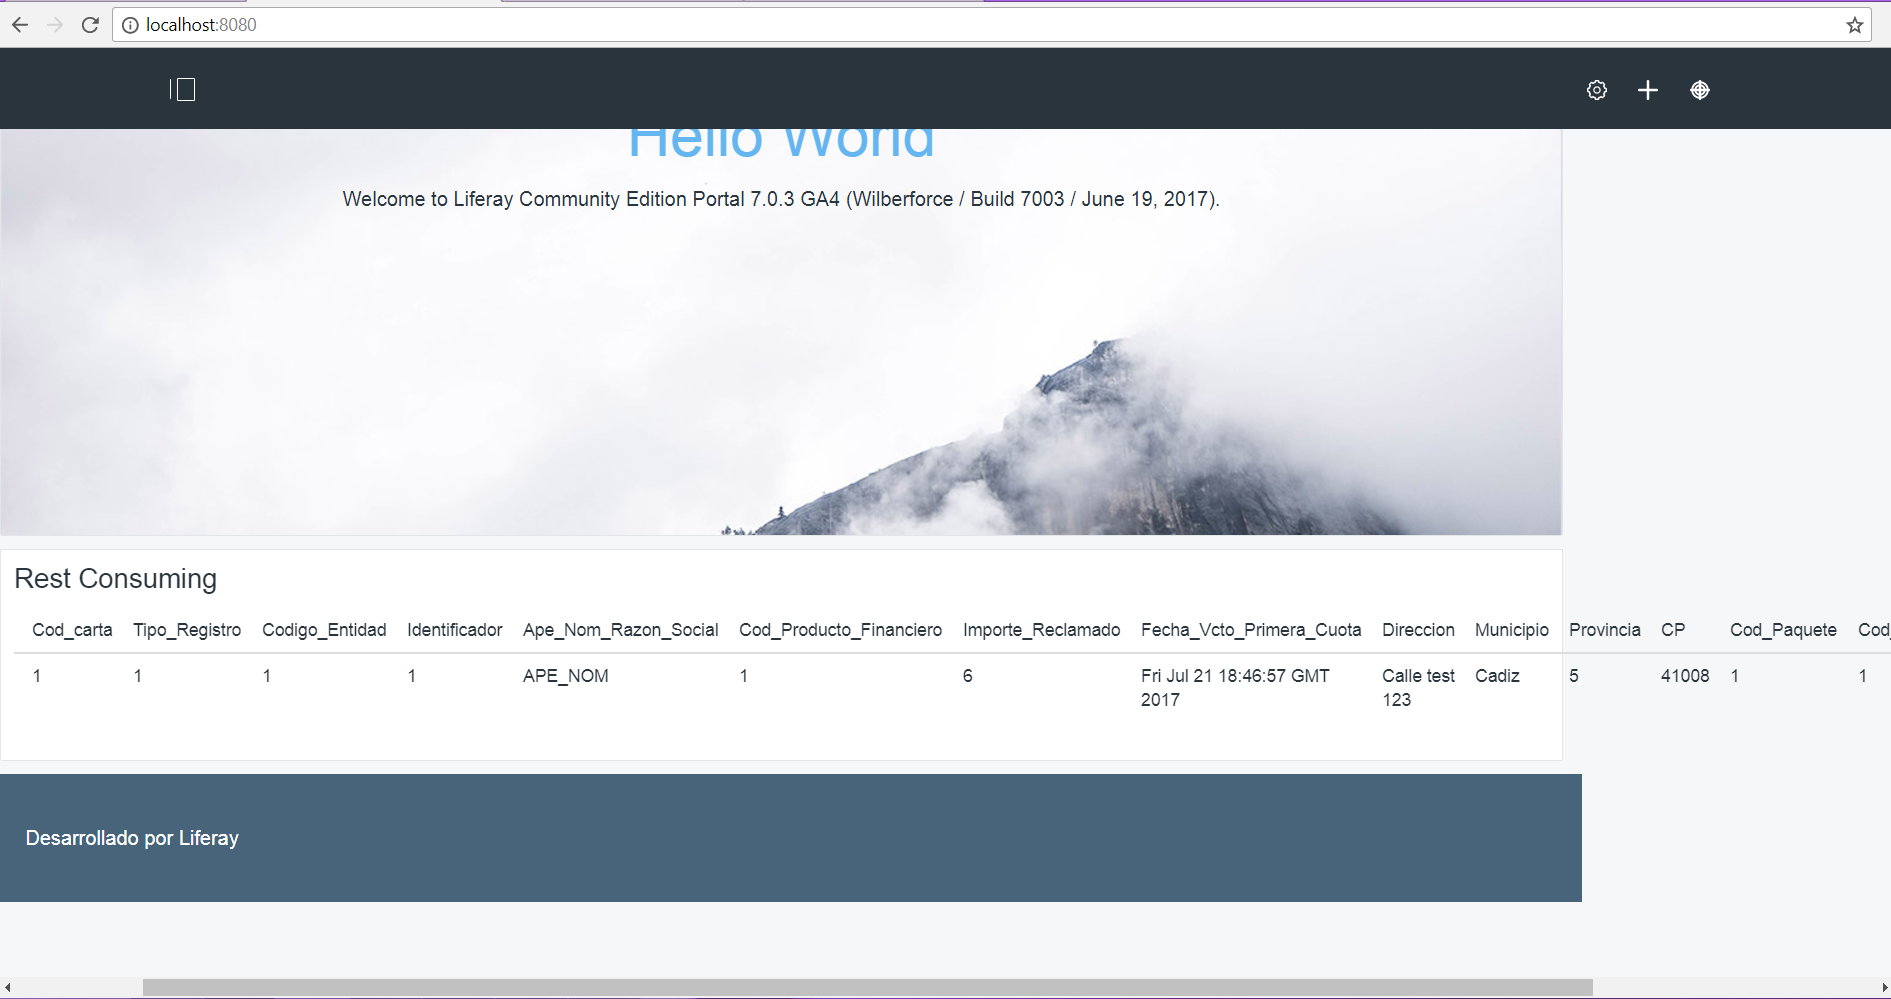 localhost:8080
Hello World
Welcome to Liferay Community Edition Portal 7.0.3 GA4 (Wilberforce / Build 7003 / June 19, 2017).
Rest Consuming
Cod_carta Tipo_Registro Codigo_Entidad Identificador Ape_Nom_Razon_Social Cod_Producto_Financiero Importe_Reclamado Fecha_Vcto_Primera_Cuota Direccion Municipio Provincia CP Cod_Paquete Cod_
1 1 1 1 APE_NOM 1 6 Fri Jul 21 18:46:57 GMT Calle test Cadiz 5 41008 1 1
2017 123
Desarrollado por Liferay